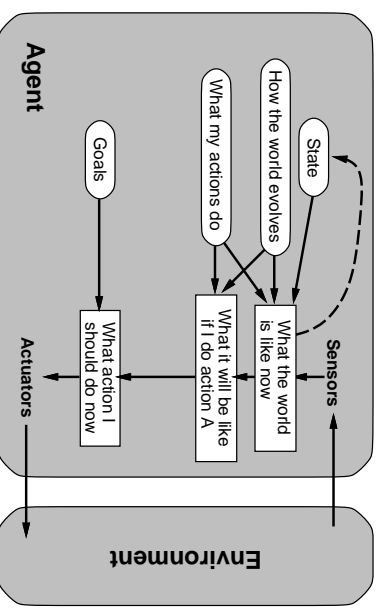 Sensors
State
How the world evolves
What my actions do
What the world
is like now
What it will be like
if I do action A
Goals
What action I
should do now
Agent
Actuators
Environment